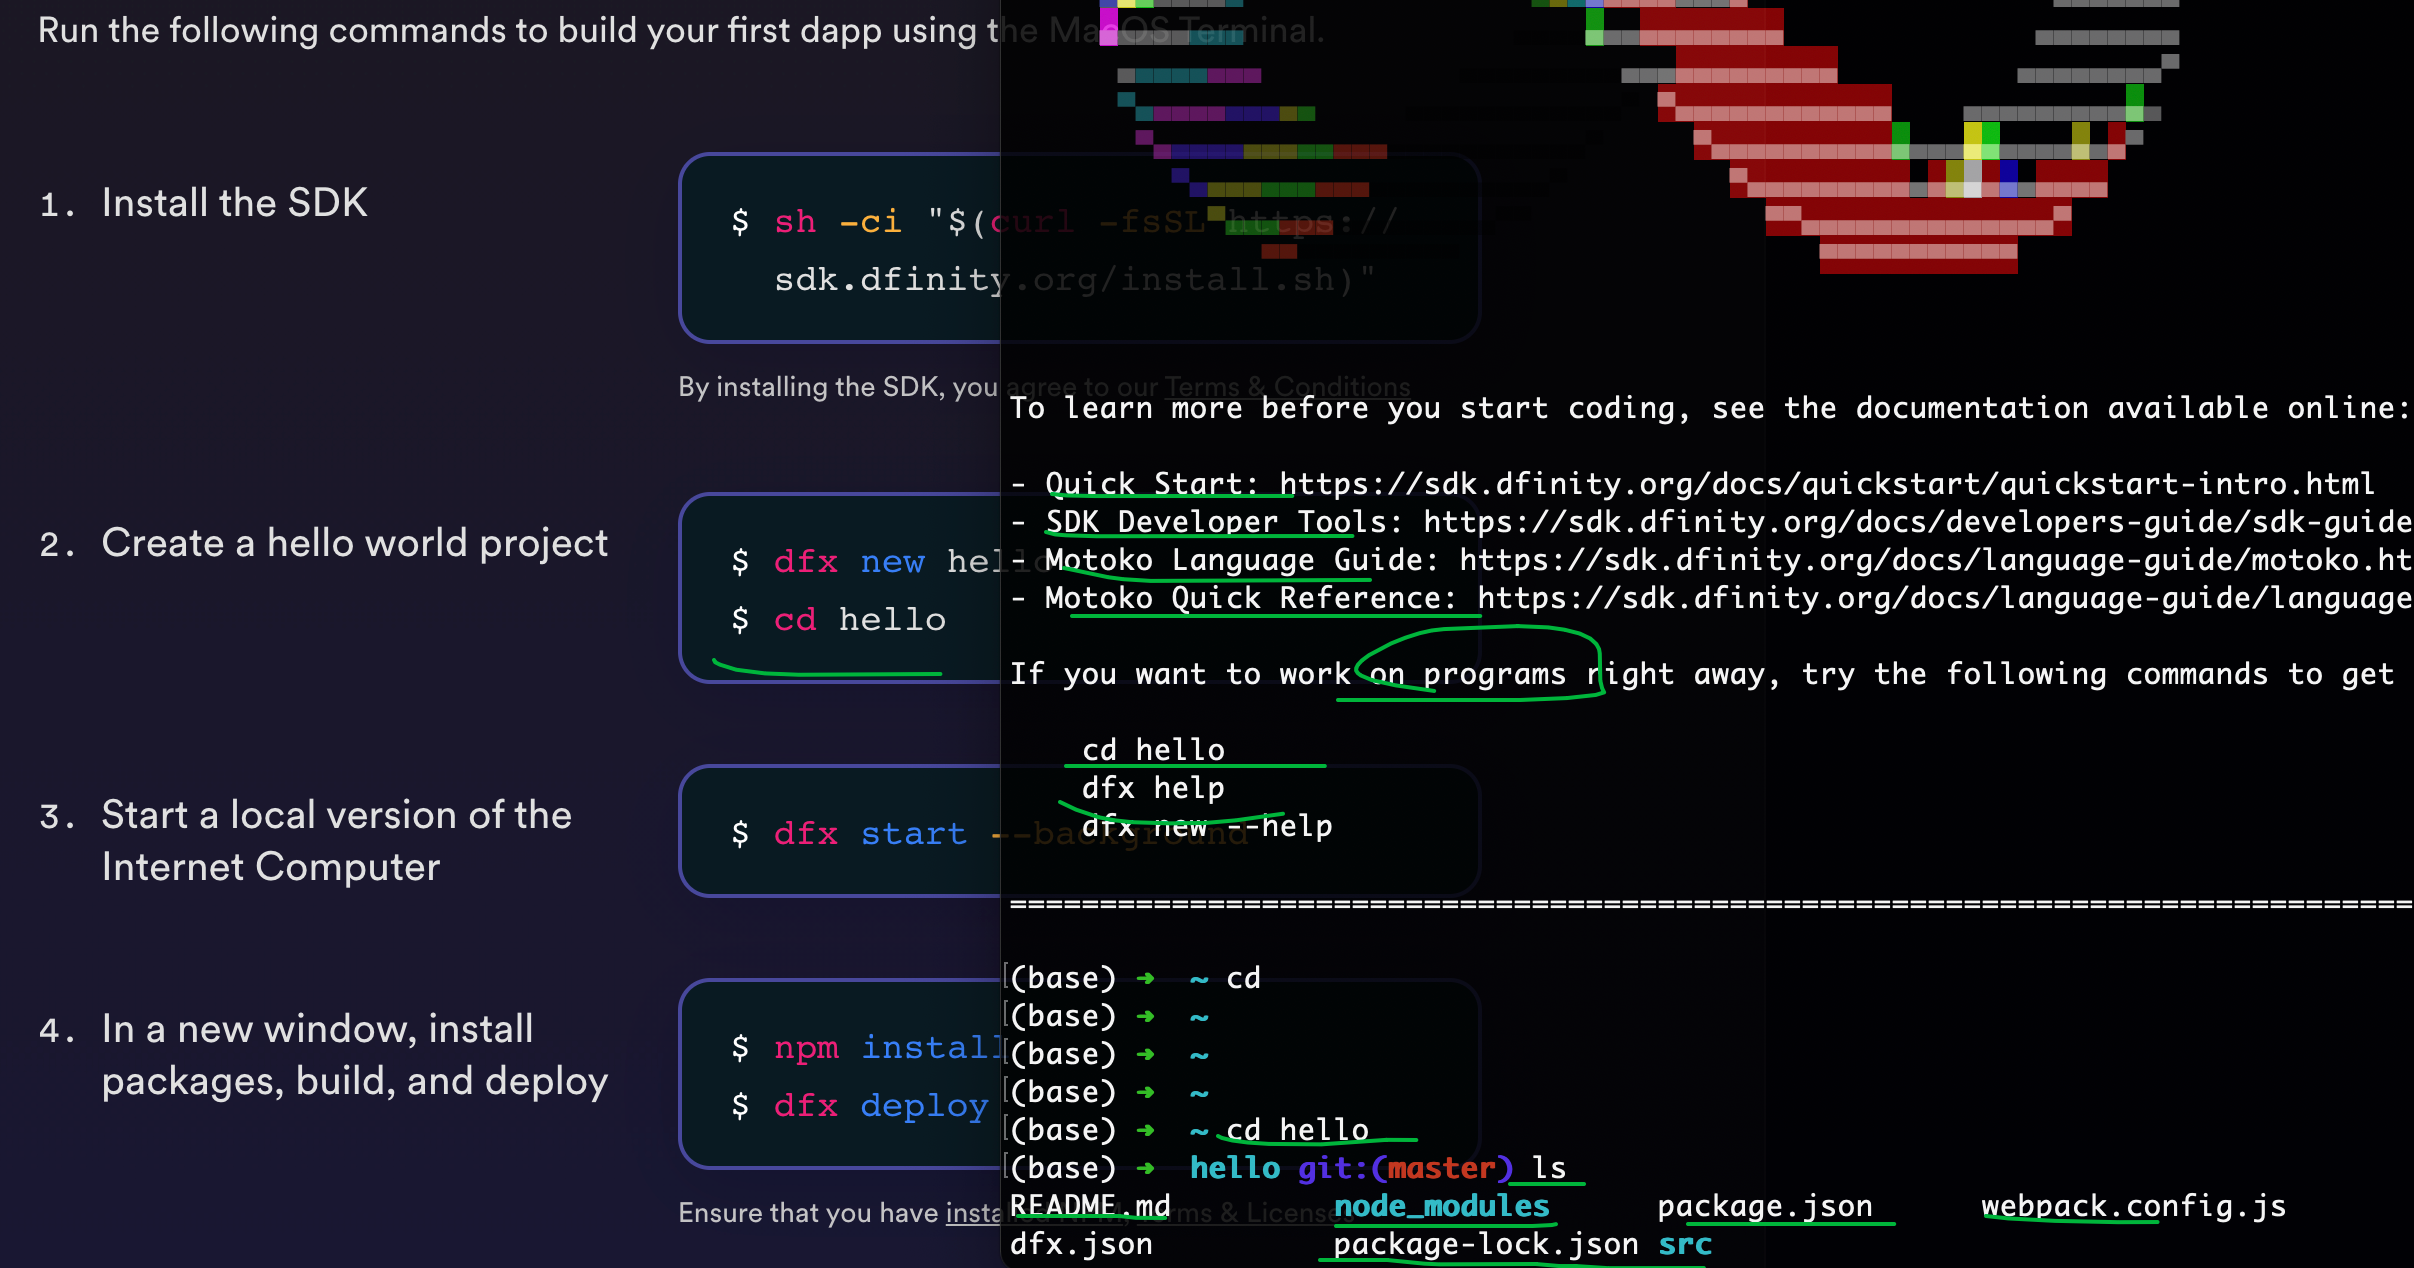 Run the following commands to build your first dapp using the MacOS Terminal.
1. Install the SDK
$ sh -ci "$(curl -fsSL https://
sdk.dfinity.org/install.sh)"
By installing the SDK, you agree to our Terms & Conditions
2. Create a hello world project
$ dfx new hello
$ cd hello
3. Start a local version of the
Internet Computer
$ dfx start --background
4. In a new window, install
packages, build, and deploy
$ npm install
$ dfx deploy
Ensure that you have installed NPM, Terms & Licenses
To learn more before you start coding, see the documentation available online:
- Quick Start: https://sdk.dfinity.org/docs/quickstart/quickstart-intro.html
- SDK Developer Tools: https://sdk.dfinity.org/docs/developers-guide/sdk-guide
- Motoko Language Guide: https://sdk.dfinity.org/docs/language-guide/motoko.ht
- Motoko Quick Reference: https://sdk.dfinity.org/docs/language-guide/language
If you want to work on programs right away, try the following commands to get
cd hello
dfx help
dfx new --help
================================================================================
(base) ➜ ~ cd
(base) ➜ ~
(base) ➜ ~
(base) ➜ ~
(base) ➜ ~ cd hello
(base) ➜ hello git:(master) ls
README.md node_modules package.json webpack.config.js
dfx.json package-lock.json src